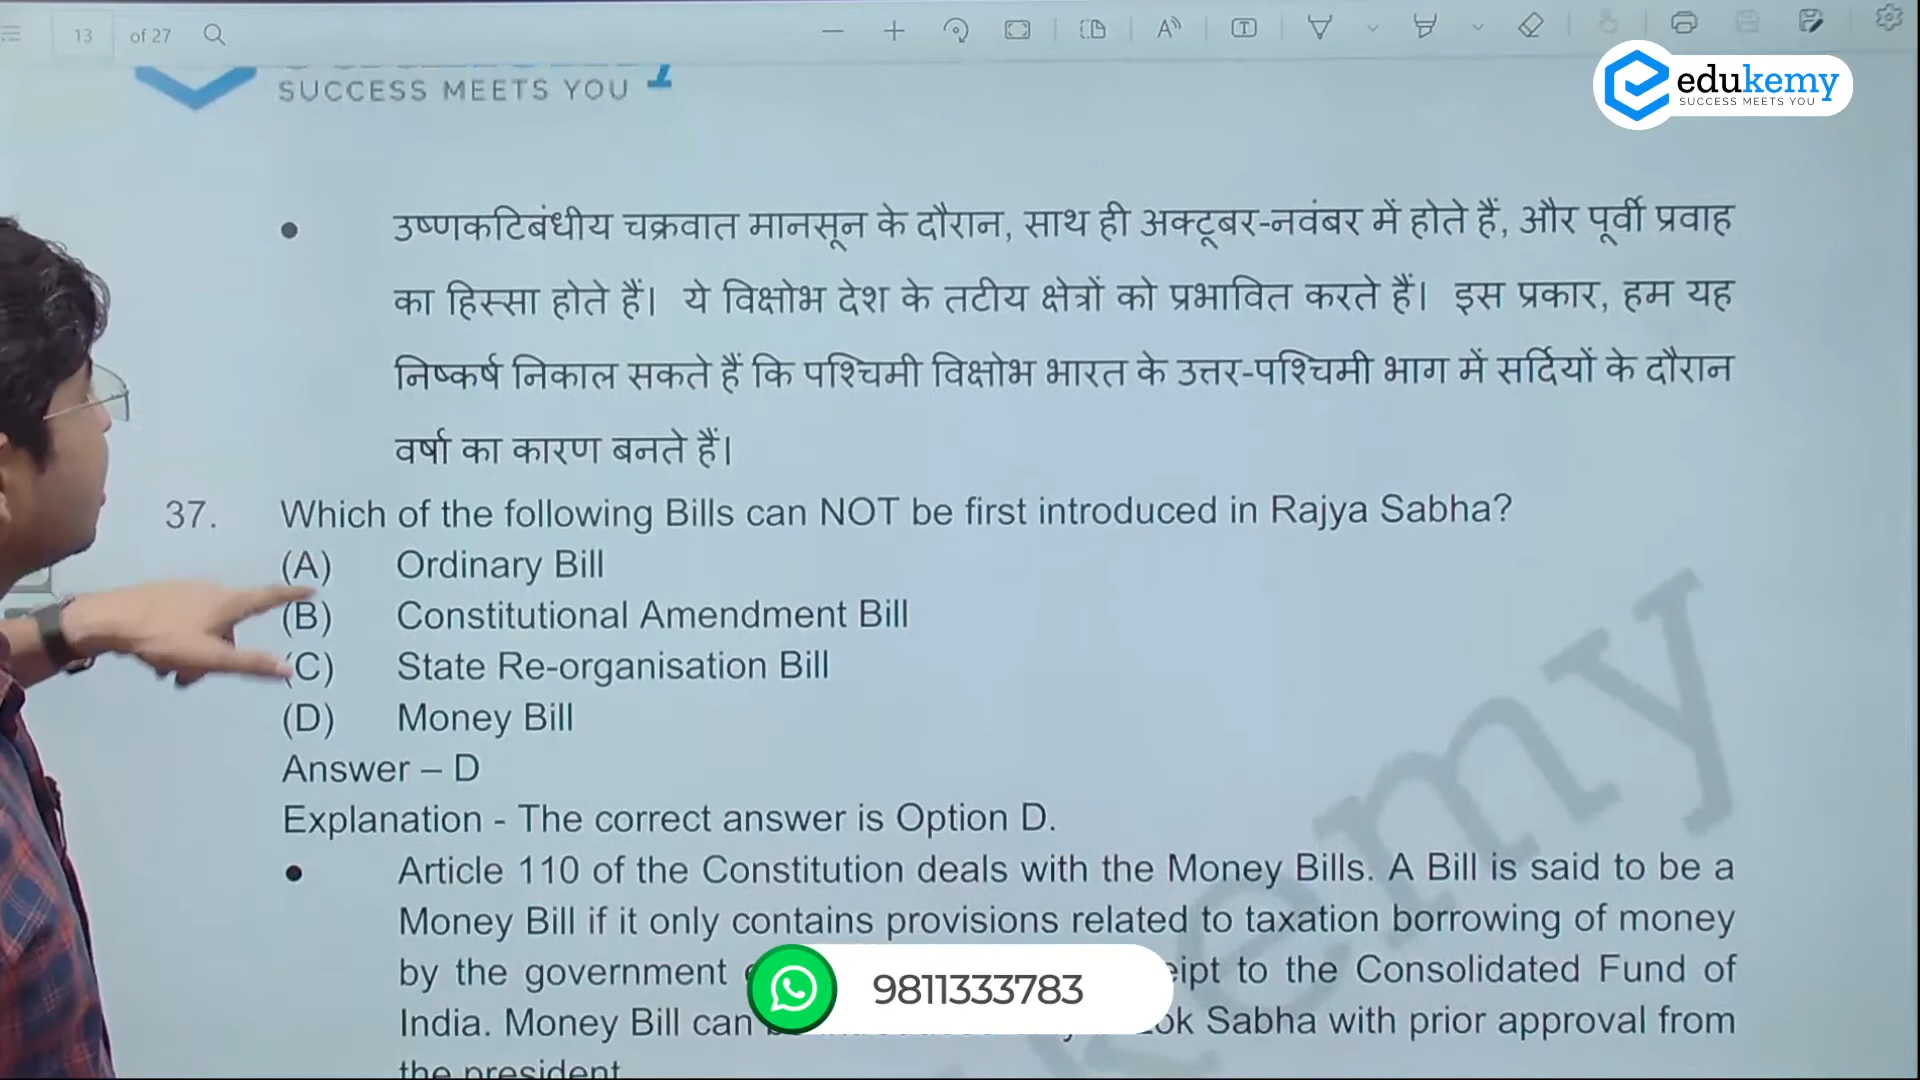 13 of 27
SUCCESS MEETS YOU
edukemy
SUCCESS MEETS YOU
• उष्णकटिबंधीय चक्रवात मानसून के दौरान, साथ ही अक्टूबर-नवंबर में होते हैं, और पूर्वी प्रवाह
का हिस्सा होते हैं। ये विक्षोभ देश के तटीय क्षेत्रों को प्रभावित करते हैं। इस प्रकार, हम यह
निष्कर्ष निकाल सकते हैं कि पश्चिमी विक्षोभ भारत के उत्तर-पश्चिमी भाग में सर्दियों के दौरान
वर्षा का कारण बनते हैं।
37. Which of the following Bills can NOT be first introduced in Rajya Sabha?
(A) Ordinary Bill
(B) Constitutional Amendment Bill
(C) State Re-organisation Bill
(D) Money Bill
Answer – D
Explanation - The correct answer is Option D.
• Article 110 of the Constitution deals with the Money Bills. A Bill is said to be a
Money Bill if it only contains provisions related to taxation borrowing of money
by the government to the Consolidated Fund of
India. Money Bill can Sabha with prior approval from
the president
9811333783
kemy